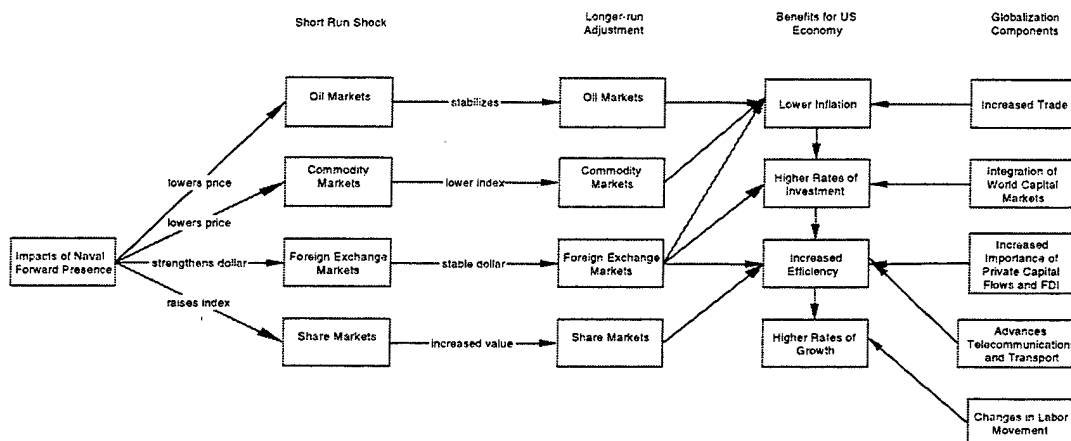 Short Run Shock
Longer-run
Adjustment
Benefits for US
Economy
Globalization
Components
Oil Markets
stabilizes
Oil Markets
Lower Inflation
Increased Trade
lowers price
Commodity
Markets
lower index
Commodity
Markets
Higher Rates of
Investment
Integration of
World Capital
Markets
lowers price
Impacts of Naval
Forward Presence
strengthens dollar
Foreign Exchange
Markets
stable dollar
Foreign Exchange
Markets
Increased
Efficiency
Increased
Importance of
Private Capital
Flows and FDI
raises index
Share Markets
increased value
Share Markets
Higher Rates of
Growth
Advances
Telecommunications
and Transport
Changes in Labor
Movement